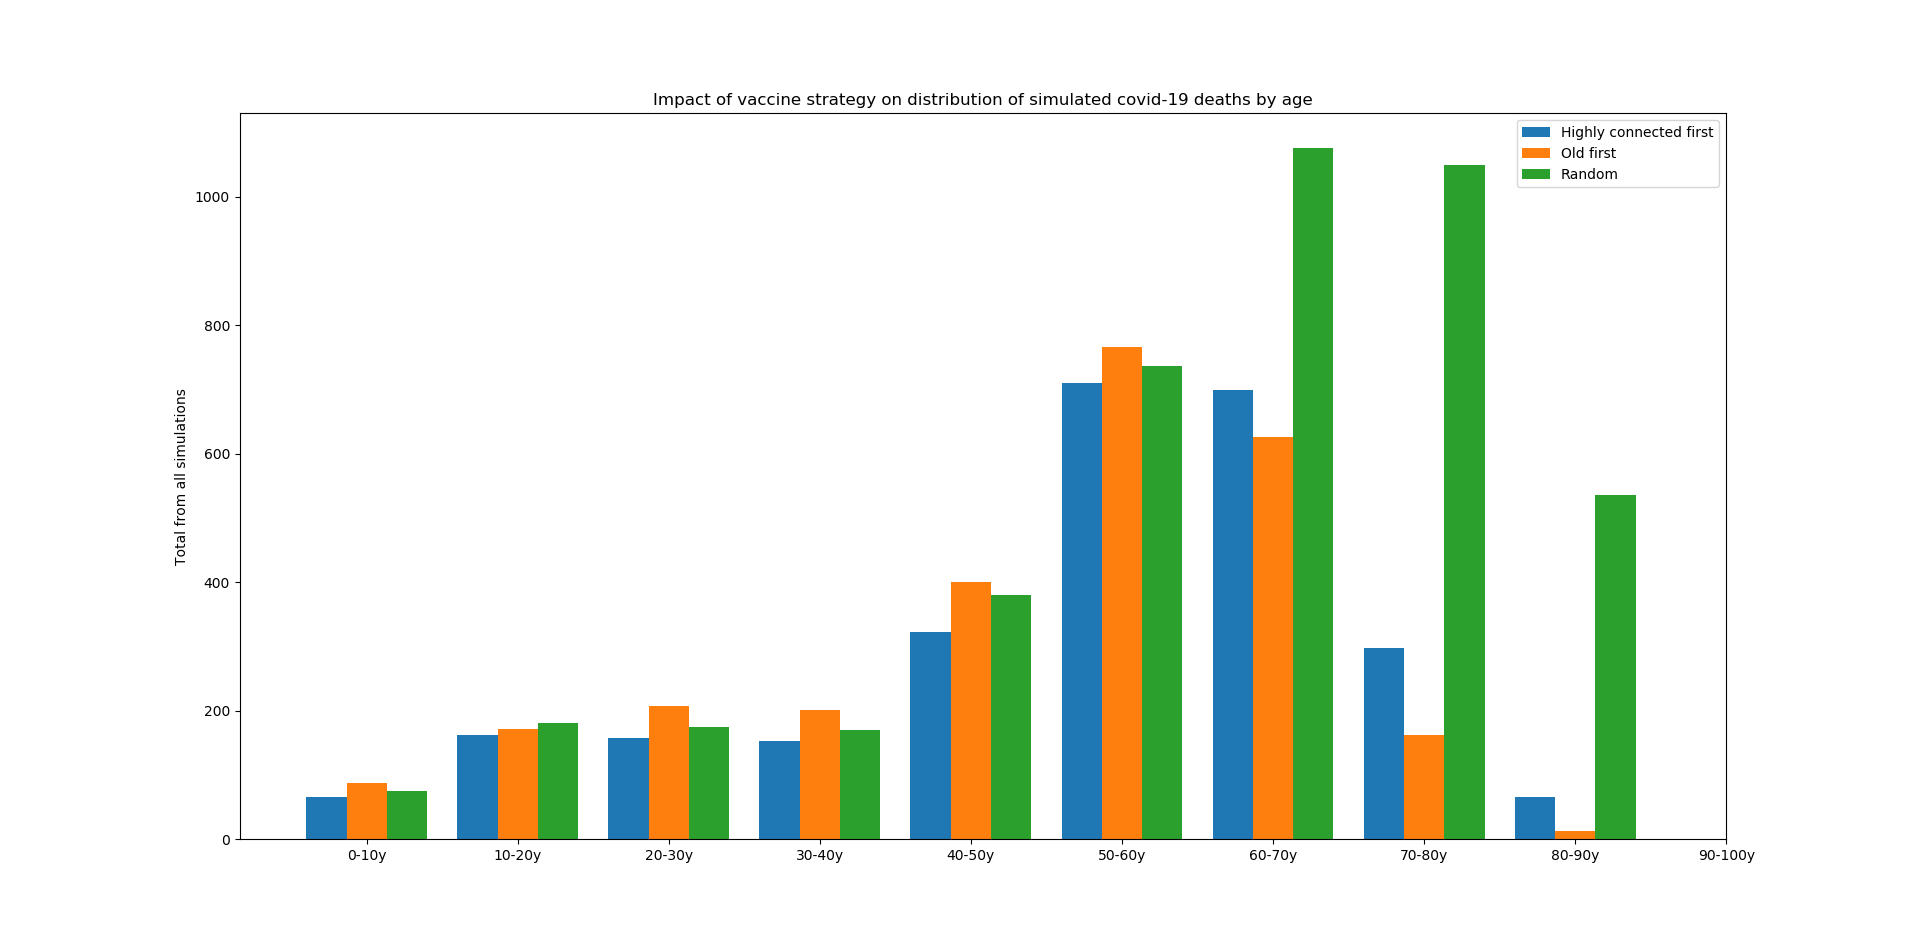 Impact of vaccine strategy on distribution of simulated covid-19 deaths by age
Highly connected first
Old first
Random
Total from all simulations
1000
800
600
400
200
0
0-10y 10-20y 20-30y 30-40y 40-50y 50-60y 60-70y 70-80y 80-90y 90-100y